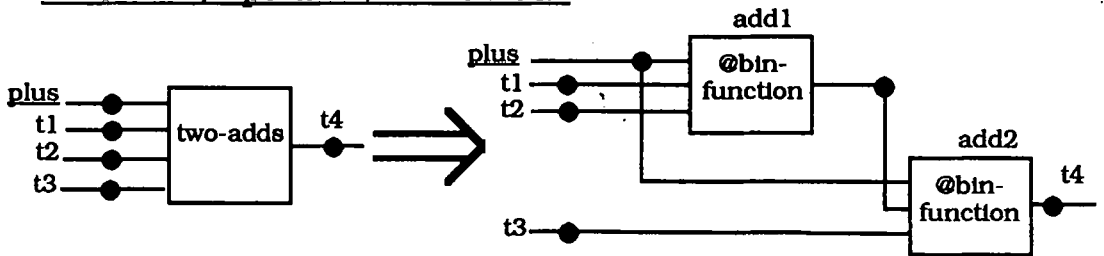 plus
t1
t2
t3
two-adds
t4
add1
plus
t1
t2
@bin-
function
add2
@bin-
function
t3
t4